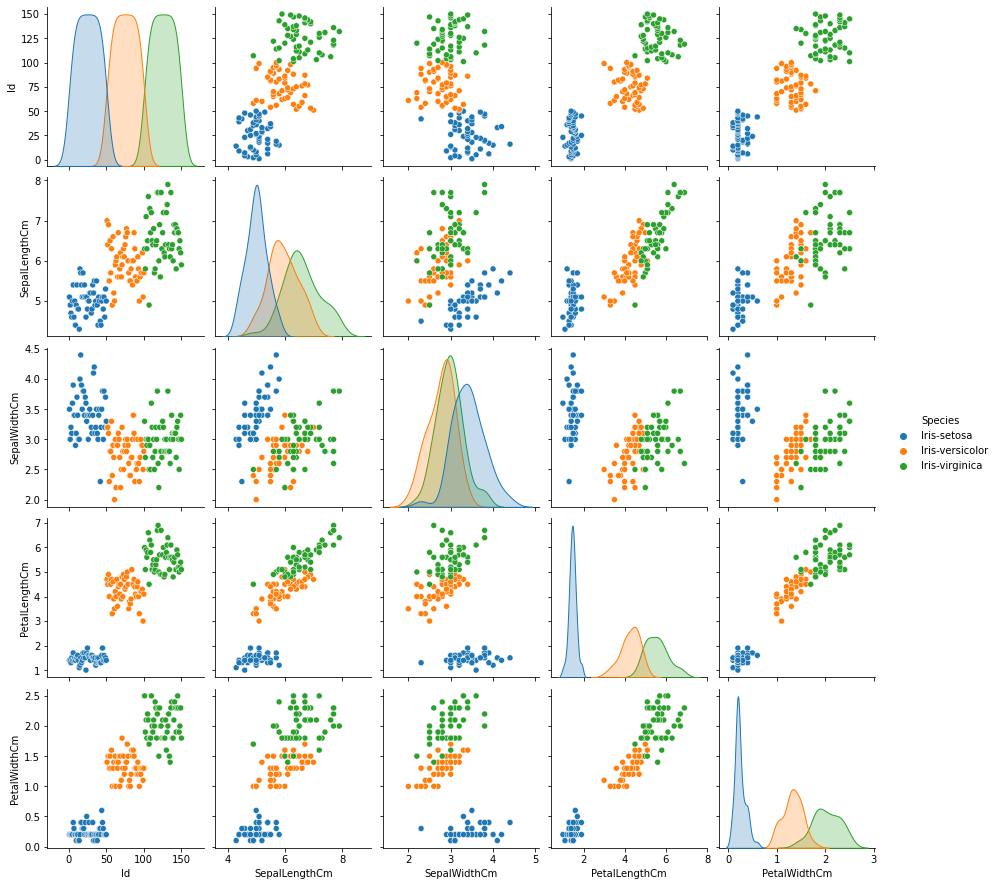 150
125
100
75
50
25
0
Id
8
7
6
5
SepalLengthCm
4.5
4.0
3.5
3.0
2.5
2.0
SepalWidthCm
Species
Iris-setosa
Iris-versicolor
Iris-virginica
7
6
5
4
3
2
1
PetalLengthCm
2.5
2.0
1.5
1.0
0.5
0.0
PetalWidthCm
0 50 100 150 4 6 8 2 3 4 5 2 4 6 8 0 1 2 3
Id SepalLengthCm SepalWidthCm PetalLengthCm PetalWidthCm